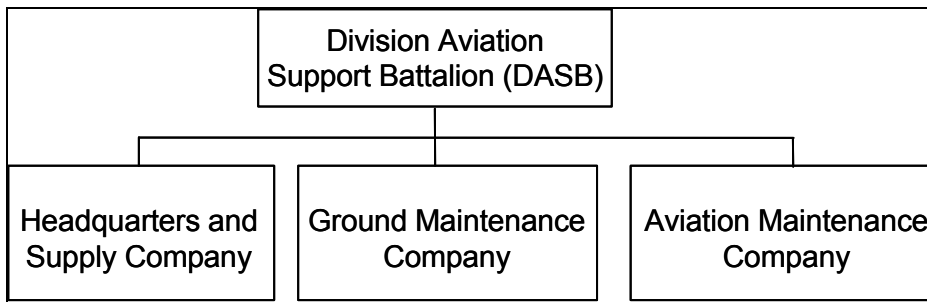 Division Aviation
Support Battalion (DASB)
Headquarters and
Supply Company
Ground Maintenance
Company
Aviation Maintenance
Company